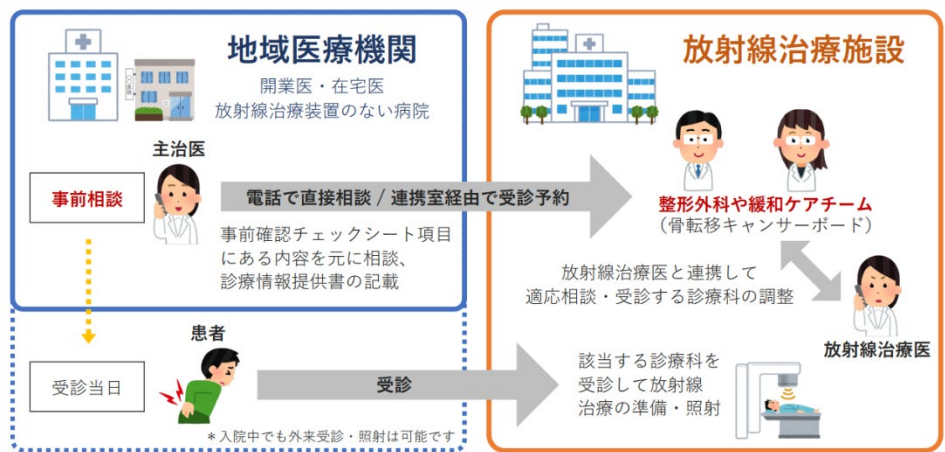 地域医療機関
開業医・在宅医
放射線治療装置のない病院
主治医
事前相談
電話で直接相談 / 連携室経由で受診予約
事前確認チェックシート項目
にある内容を元に相談、
診療情報提供書の記載
患者
受診当日
受診
＊入院中でも外来受診・照射は可能です
放射線治療施設
整形外科や緩和ケアチーム
（骨転移キャンサーボード）
放射線治療医と連携して
適応相談・受診する診療科の調整
放射線治療医
該当する診療科を
受診して放射線
治療の準備・照射